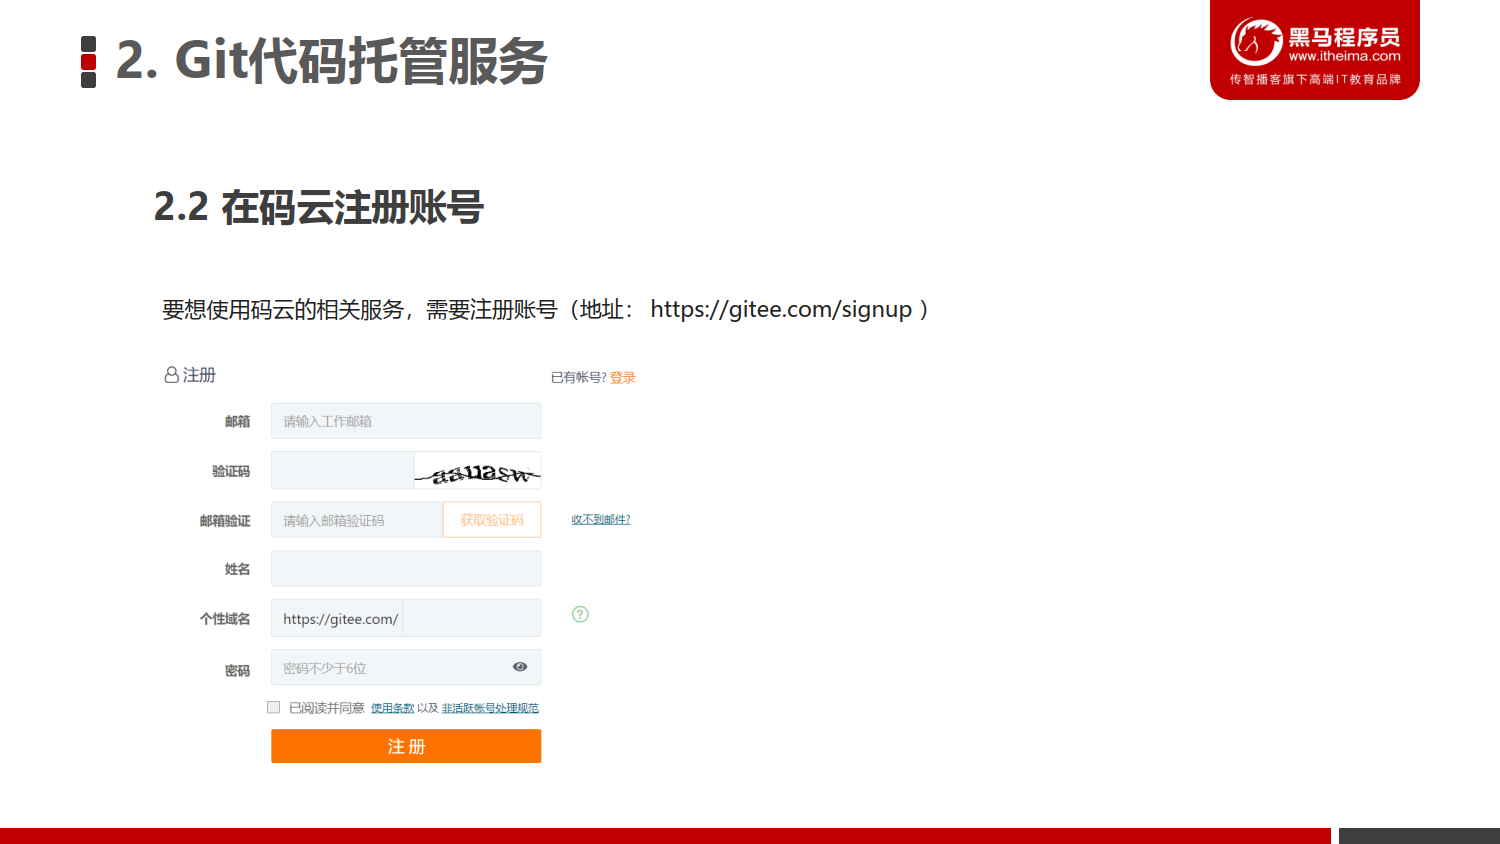 2. Git代码托管服务
黑马程序员
www.itheima.com
传智播客旗下高端IT教育品牌
2.2 在码云注册账号
要想使用码云的相关服务，需要注册账号（地址： https://gitee.com/signup ）
注册
已有帐号? 登录
邮箱 请输入工作邮箱
验证码 aauasw
邮箱验证 请输入邮箱验证码 获取验证码 收不到邮件?
姓名
个性域名 https://gitee.com/
密码 密码不少于6位
已阅读并同意 使用条款 以及 非活跃帐号处理规范
注 册